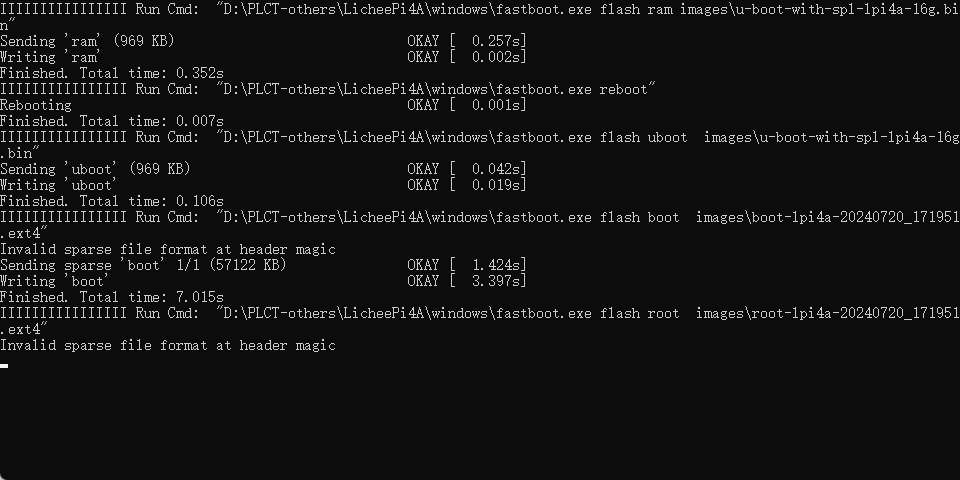 IIIIIIIIIIIIIIII Run Cmd:  "D:\PLCT-others\LicheePi4A\windows\fastboot.exe flash ram images\u-boot-with-spl-lpi4a-16g.bi
n"
Sending 'ram' (969 KB)                             OKAY [  0.257s]
Writing 'ram'                                      OKAY [  0.002s]
Finished. Total time: 0.352s
IIIIIIIIIIIIIIII Run Cmd:  "D:\PLCT-others\LicheePi4A\windows\fastboot.exe reboot"
Rebooting                                          OKAY [  0.001s]
Finished. Total time: 0.007s
IIIIIIIIIIIIIIII Run Cmd:  "D:\PLCT-others\LicheePi4A\windows\fastboot.exe flash uboot  images\u-boot-with-spl-lpi4a-16g
.bin"
Sending 'uboot' (969 KB)                           OKAY [  0.042s]
Writing 'uboot'                                    OKAY [  0.019s]
Finished. Total time: 0.106s
IIIIIIIIIIIIIIII Run Cmd:  "D:\PLCT-others\LicheePi4A\windows\fastboot.exe flash boot  images\boot-lpi4a-20240720_171951
.ext4"
Invalid sparse file format at header magic
Sending sparse 'boot' 1/1 (57122 KB)               OKAY [  1.424s]
Writing 'boot'                                     OKAY [  3.397s]
Finished. Total time: 7.015s
IIIIIIIIIIIIIIII Run Cmd:  "D:\PLCT-others\LicheePi4A\windows\fastboot.exe flash root  images\root-lpi4a-20240720_171951
.ext4"
Invalid sparse file format at header magic